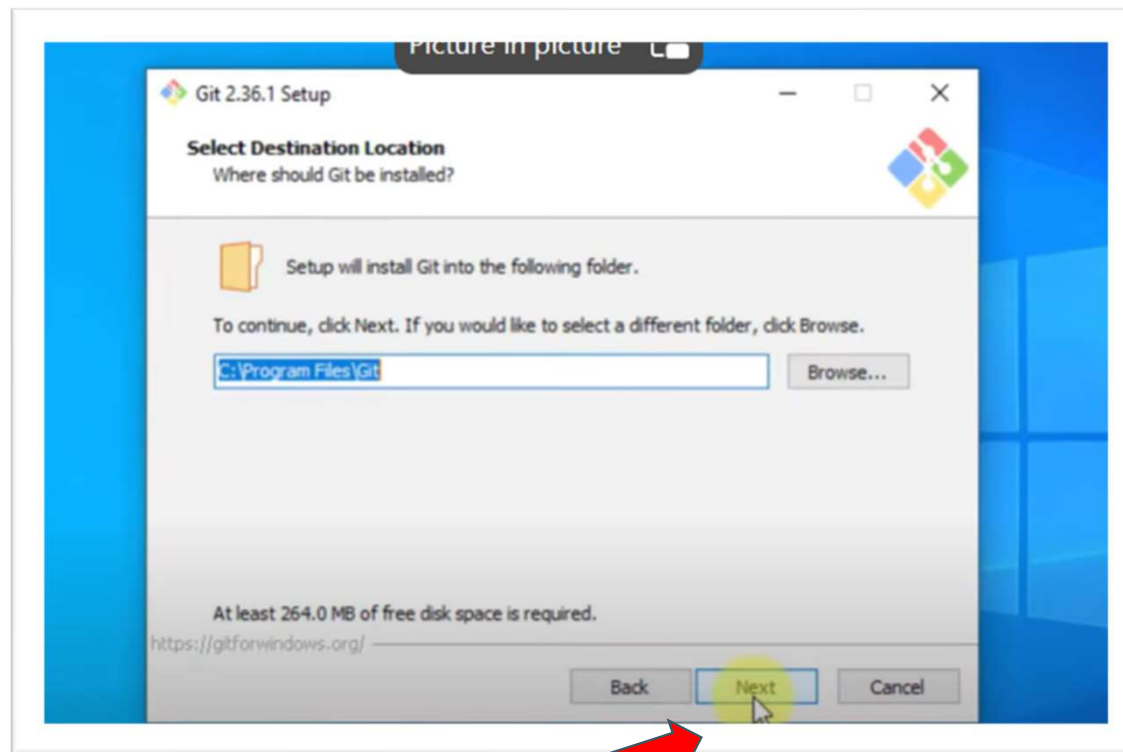 Picture in picture
Git 2.36.1 Setup
Select Destination Location
Where should Git be installed?
Setup will install Git into the following folder.
To continue, click Next. If you would like to select a different folder, click Browse.
C:\Program Files\Git
Browse...
At least 264.0 MB of free disk space is required.
https://gitforwindows.org/
Back
Next
Cancel